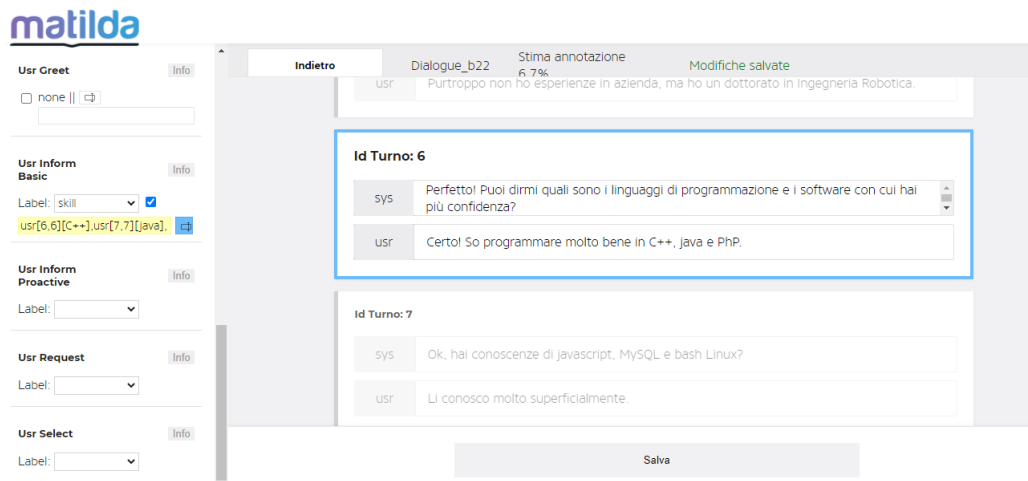 matilda
Usr Greet
Info
none ||
Usr Inform
Basic
Info
Label: skill
usr[6,6][C++],usr[7,7][java],
Usr Inform
Proactive
Info
Label:
Usr Request
Info
Label:
Usr Select
Info
Label:
Indietro
Dialogue_b22
Stima annotazione
6.7%
Modifiche salvate
usr
Purtroppo non ho esperienze in azienda, ma ho un dottorato in Ingegneria Robotica.
Id Turno: 6
sys
Perfetto! Puoi dirmi quali sono i linguaggi di programmazione e i software con cui hai
più confidenza?
usr
Certo! So programmare molto bene in C++, java e PhP.
Id Turno: 7
sys
Ok, hai conoscenze di javascript, MySQL e bash Linux?
usr
Li conosco molto superficialmente.
Salva